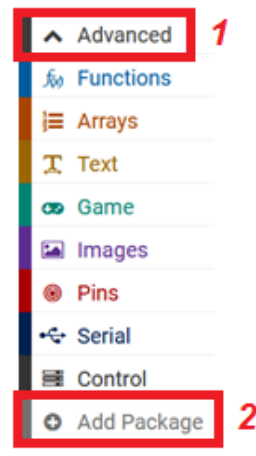 Advanced 1
f(x) Functions
Arrays
Text
Game
Images
Pins
Serial
Control
Add Package 2